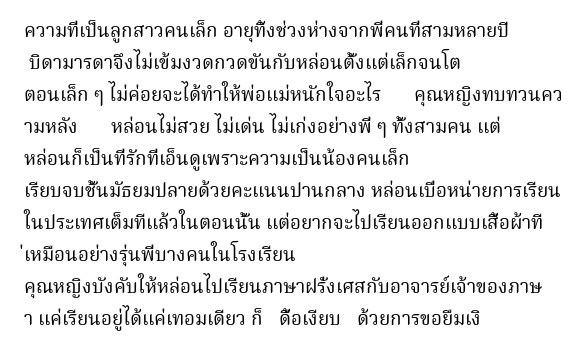 ความที่เป็นลูกสาวคนเล็ก อายุทิ้งช่วงห่างจากพี่คนที่สามหลายปี
บิดามารดาจึงไม่เข้มงวดกวดขันกับหล่อนตั้งแต่เล็กจนโต
ตอนเล็ก ๆ ไม่ค่อยจะได้ทำให้พ่อแม่หนักใจอะไร คุณหญิงทบทวนคว
ามหลัง หล่อนไม่สวย ไม่เด่น ไม่เก่งอย่างพี่ ๆ ทั้งสามคน แต่
หล่อนก็เป็นที่รักที่เอ็นดูเพราะความเป็นน้องคนเล็ก
เรียบจบชั้นมัธยมปลายด้วยคะแนนปานกลาง หล่อนเบื่อหน่ายการเรียน
ในประเทศเต็มทีแล้วในตอนนั้น แต่อยากจะไปเรียนออกแบบเสื้อผ้าที
่เหมือนอย่างรุ่นพี่บางคนในโรงเรียน
คุณหญิงบังคับให้หล่อนไปเรียนภาษาฝรั่งเศสกับอาจารย์เจ้าของภาษ
า แค่เรียนอยู่ได้แค่เทอมเดียว ก็ ดื้อเงียบ ด้วยการขอยืมเงิ